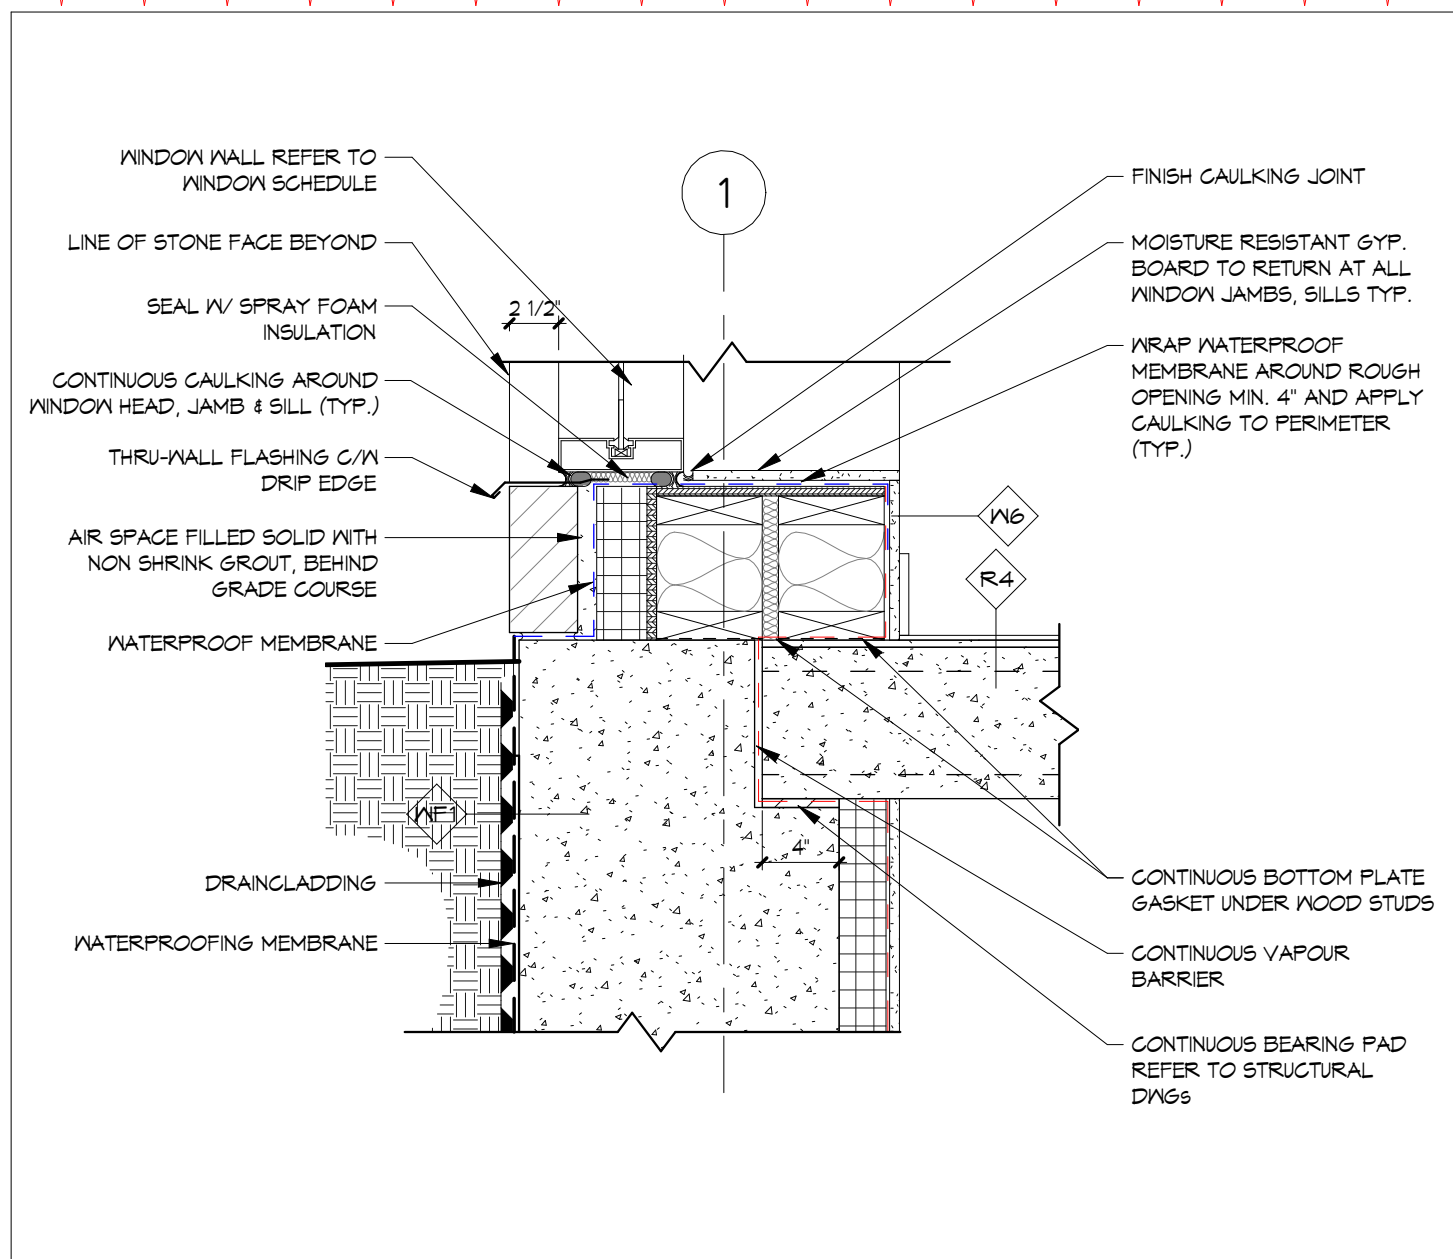 WINDOW WALL REFER TO
WINDOW SCHEDULE
LINE OF STONE FACE BEYOND
SEAL W/ SPRAY FOAM
INSULATION
CONTINUOUS CAULKING AROUND
WINDOW HEAD, JAMB & SILL (TYP.)
THRU-WALL FLASHING C/W
DRIP EDGE
AIR SPACE FILLED SOLID WITH
NON SHRINK GROUT, BEHIND
GRADE COURSE
WATERPROOF MEMBRANE
WF1
DRAINCLADDING
WATERPROOFING MEMBRANE
1
2 1/2"
4"
FINISH CAULKING JOINT
MOISTURE RESISTANT GYP.
BOARD TO RETURN AT ALL
WINDOW JAMBS, SILLS TYP.
WRAP WATERPROOF
MEMBRANE AROUND ROUGH
OPENING MIN. 4" AND APPLY
CAULKING TO PERIMETER
(TYP.)
W6
R4
CONTINUOUS BOTTOM PLATE
GASKET UNDER WOOD STUDS
CONTINUOUS VAPOUR
BARRIER
CONTINUOUS BEARING PAD
REFER TO STRUCTURAL
DWGs